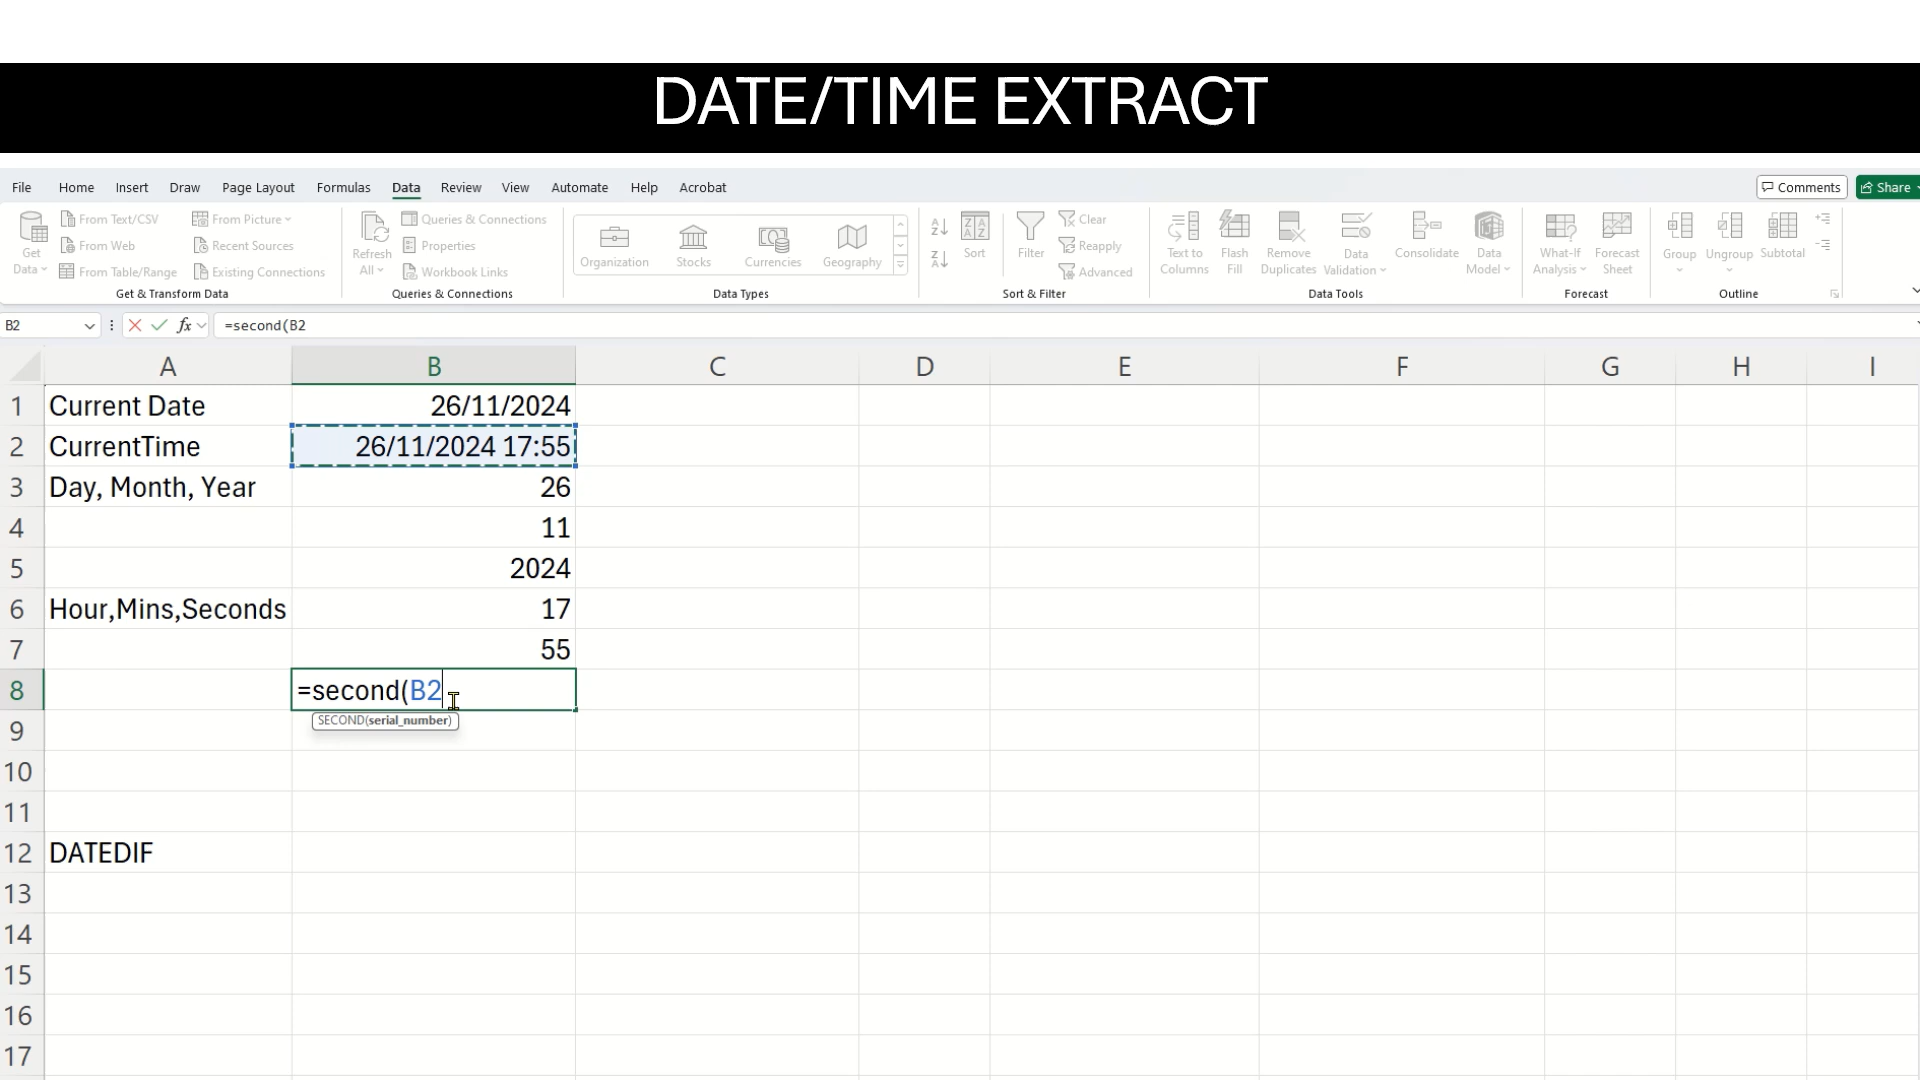 DATE/TIME EXTRACT
File Home Insert Draw Page Layout Formulas Data Review View Automate Help Acrobat Comments Share
Get Data
From Text/CSV
From Web
From Table/Range
From Picture
Recent Sources
Existing Connections
Get & Transform Data
Refresh All
Queries & Connections
Properties
Workbook Links
Queries & Connections
Organization Stocks Currencies Geography
Data Types
Sort
Filter
Clear
Reapply
Advanced
Sort & Filter
Text to Columns
Flash Fill
Remove Duplicates
Data Validation
Consolidate
Data Model
Data Tools
What-If Analysis
Forecast Sheet
Forecast
Group
Ungroup
Subtotal
Outline
B2 fx =second(B2
A B C D E F G H I
1 Current Date 26/11/2024
2 CurrentTime 26/11/2024 17:55
3 Day, Month, Year 26
4 11
5 2024
6 Hour,Mins,Seconds 17
7 55
8 =second(B2
SECOND(serial_number)
9
10
11
12 DATEDIF
13
14
15
16
17